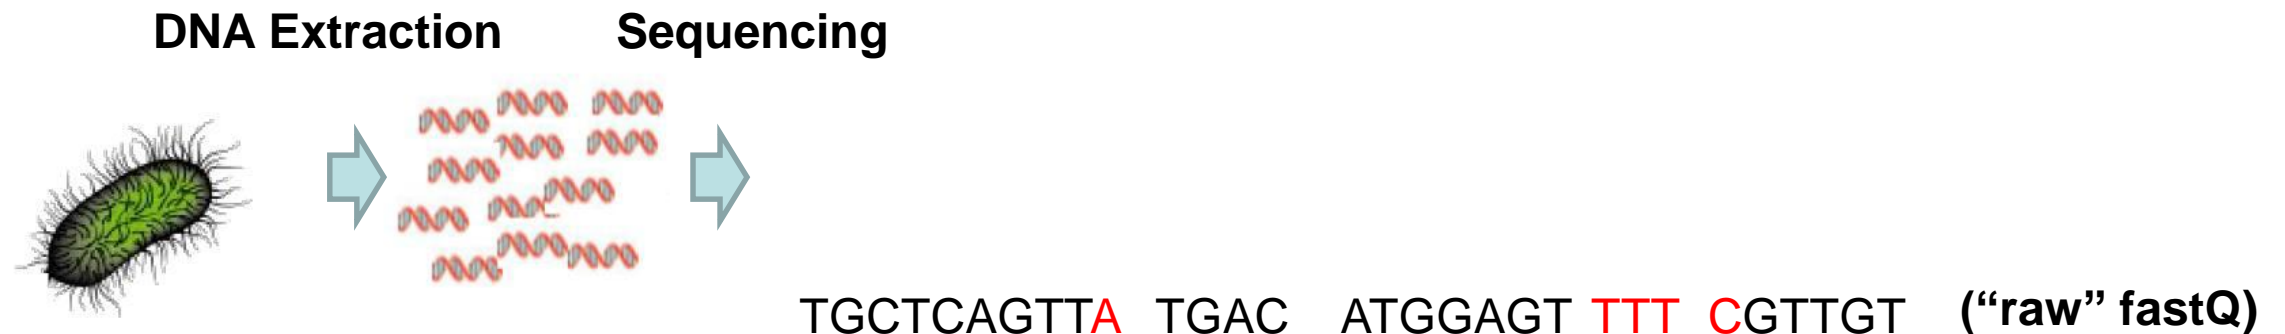 DNA Extraction Sequencing
TGCTCAGTTA TGAC ATGGAGT TTT CGTTGT (“raw” fastQ)